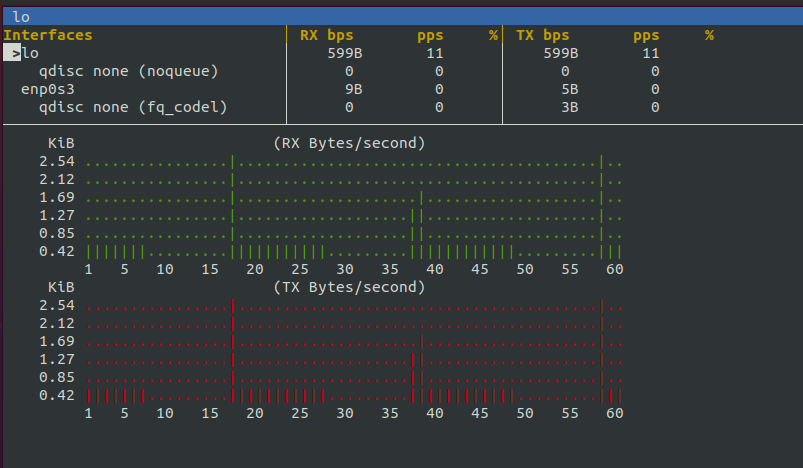 lo
Interfaces RX bps pps % TX bps pps %
>lo 599B 11 599B 11
qdisc none (noqueue) 0 0 0 0
enp0s3 9B 0 5B 0
qdisc none (fq_codel) 0 0 3B 0
KiB (RX Bytes/second)
2.54 ................|........................................|..
2.12 ................|........................................|..
1.69 ................|....................|...................|..
1.27 ................|...................||...................|..
0.85 ................|...................||...................|..
0.42 |||||||.........|||||||||||.........||||||||||||.........|||
1 5 10 15 20 25 30 35 40 45 50 55 60
KiB (TX Bytes/second)
2.54 ................|........................................|..
2.12 ................|........................................|..
1.69 ................|....................|...................|..
1.27 ................|...................||...................|..
0.85 ................|...................||...................|..
0.42 |||||||.........|||||||||||.........||||||||||||.........|||
1 5 10 15 20 25 30 35 40 45 50 55 60